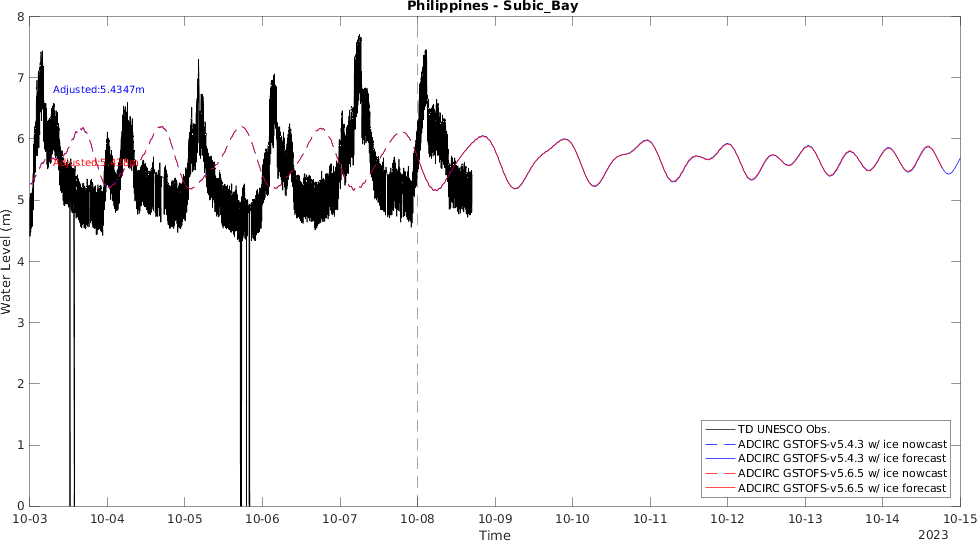 Philippines - Subic_Bay
8
7
6
5
4
3
2
1
0
Water Level (m)
Adjusted:5.4347m
TD UNESCO Obs.
ADCIRC GSTOFS-v5.4.3 w/ ice nowcast
ADCIRC GSTOFS-v5.4.3 w/ ice forecast
ADCIRC GSTOFS-v5.6.5 w/ ice nowcast
ADCIRC GSTOFS-v5.6.5 w/ ice forecast
10-03 10-04 10-05 10-06 10-07 10-08 10-09 10-10 10-11 10-12 10-13 10-14 10-15
Time
2023